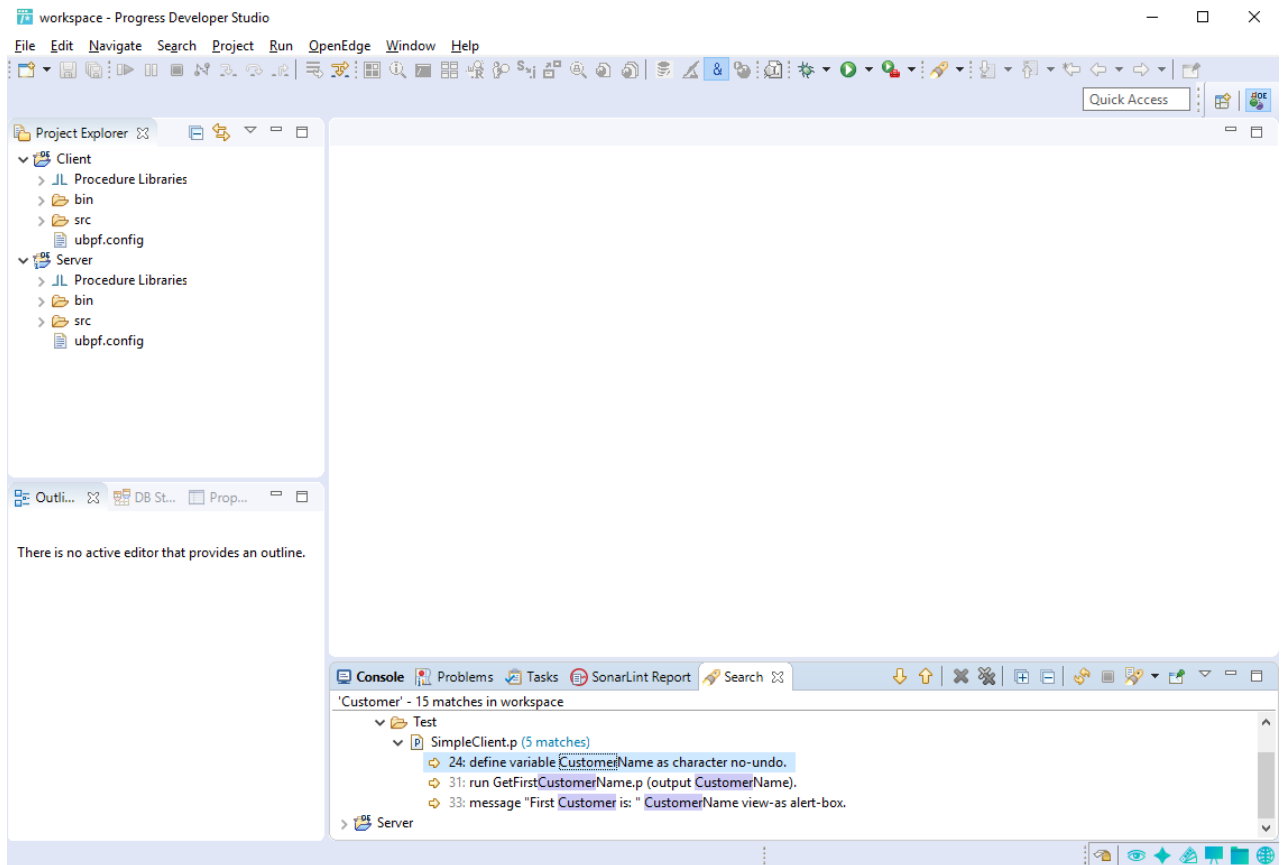 workspace - Progress Developer Studio
File Edit Navigate Search Project Run OpenEdge Window Help
Quick Access
Project Explorer
Client
Procedure Libraries
bin
src
ubpf.config
Server
Procedure Libraries
bin
src
ubpf.config
Outli... DB St... Prop...
There is no active editor that provides an outline.
Console Problems Tasks SonarLint Report Search
'Customer' - 15 matches in workspace
Test
SimpleClient.p (5 matches)
24: define variable CustomerName as character no-undo.
31: run GetFirstCustomerName.p (output CustomerName).
33: message "First Customer is: " CustomerName view-as alert-box.
Server